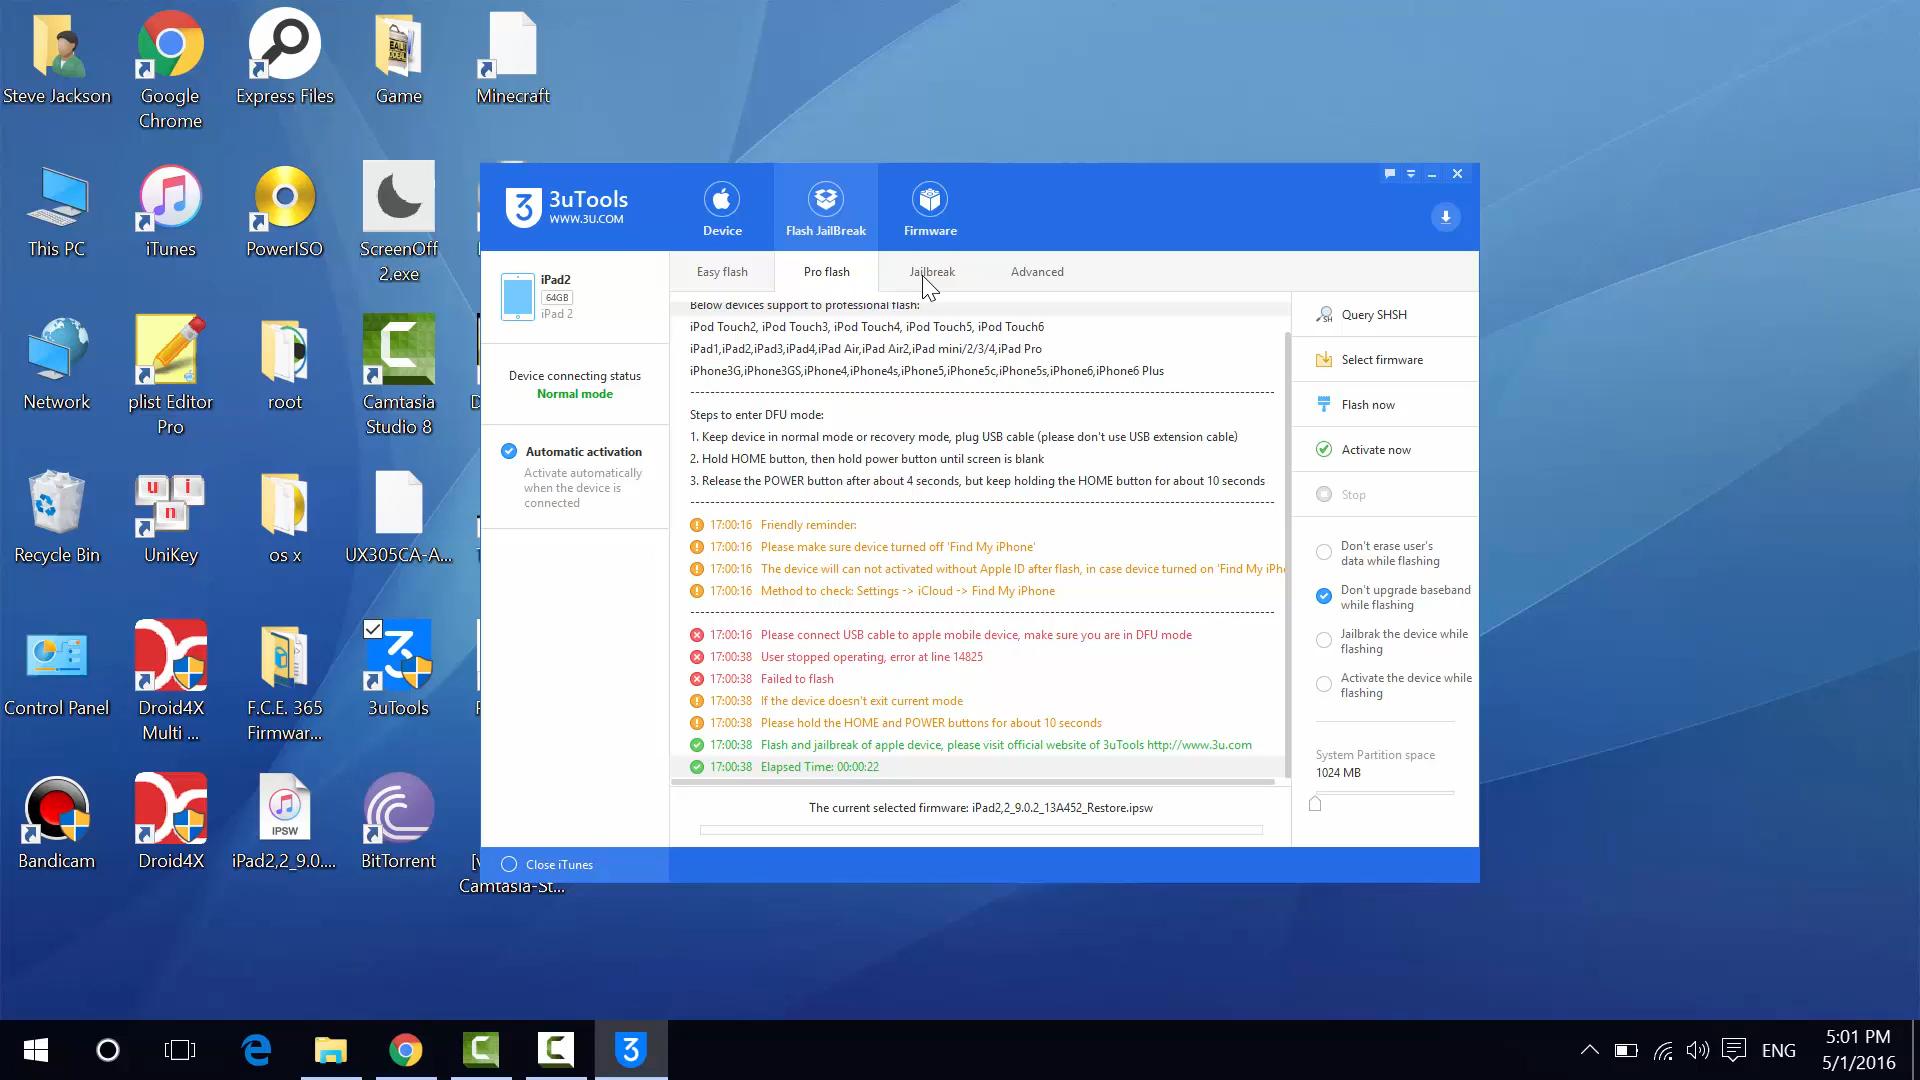 Steve Jackson
Google
Chrome
Express Files
Game
Minecraft
This PC
iTunes
PowerISO
ScreenOff
2.exe
Network
plist Editor
Pro
root
Camtasia
Studio 8
Recycle Bin
u i
n
UniKey
os x
UX305CA-A...
Control Panel
Droid4X
Multi ...
F.C.E. 365
Firmwar...
3uTools
Bandicam
Droid4X
IPSW
iPad2,2_9.0....
BitTorrent
[v
Camtasia-St...
3
3uTools
WWW.3U.COM
Device
Flash JailBreak
Firmware
iPad2
64GB
iPad 2
Device connecting status
Normal mode
Automatic activation
Activate automatically
when the device is
connected
Close iTunes
Easy flash
Pro flash
Jailbreak
Advanced
Below devices support to professional flash:
iPod Touch2, iPod Touch3, iPod Touch4, iPod Touch5, iPod Touch6
iPad1,iPad2,iPad3,iPad4,iPad Air,iPad Air2,iPad mini/2/3/4,iPad Pro
iPhone3G,iPhone3GS,iPhone4,iPhone4s,iPhone5,iPhone5c,iPhone5s,iPhone6,iPhone6 Plus
Steps to enter DFU mode:
1. Keep device in normal mode or recovery mode, plug USB cable (please don't use USB extension cable)
2. Hold HOME button, then hold power button until screen is blank
3. Release the POWER button after about 4 seconds, but keep holding the HOME button for about 10 seconds
17:00:16 Friendly reminder:
17:00:16 Please make sure device turned off 'Find My iPhone'
17:00:16 The device will can not activated without Apple ID after flash, in case device turned on 'Find My iPh
17:00:16 Method to check: Settings -> iCloud -> Find My iPhone
17:00:16 Please connect USB cable to apple mobile device, make sure you are in DFU mode
17:00:38 User stopped operating, error at line 14825
17:00:38 Failed to flash
17:00:38 If the device doesn't exit current mode
17:00:38 Please hold the HOME and POWER buttons for about 10 seconds
17:00:38 Flash and jailbreak of apple device, please visit official website of 3uTools http://www.3u.com
17:00:38 Elapsed Time: 00:00:22
The current selected firmware: iPad2,2_9.0.2_13A452_Restore.ipsw
Query SHSH
Select firmware
Flash now
Activate now
Stop
Don't erase user's
data while flashing
Don't upgrade baseband
while flashing
Jailbrak the device while
flashing
Activate the device while
flashing
System Partition space
1024 MB
ENG
5:01 PM
5/1/2016